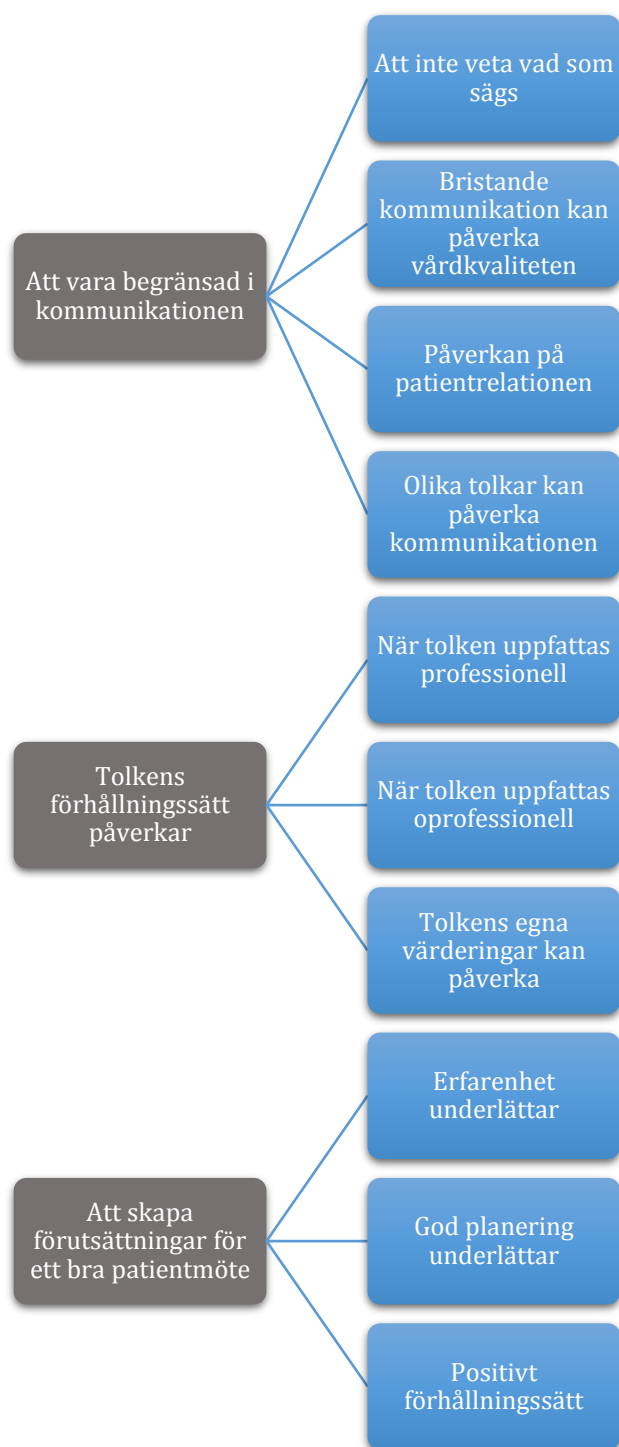 Att vara begränsad i
kommunikationen
Att inte veta vad som
sägs
Bristande
kommunikation kan
påverka
vårdkvaliteten
Påverkan på
patientrelationen
Olika tolkar kan
påverka
kommunikationen
Tolkens
förhållningssätt
påverkar
När tolken uppfattas
professionell
När tolken uppfattas
oprofessionell
Tolkens egna
värderingar kan
påverka
Att skapa
förutsättningar för
ett bra patientmöte
Erfarenhet
underlättar
God planering
underlättar
Positivt
förhållningssätt